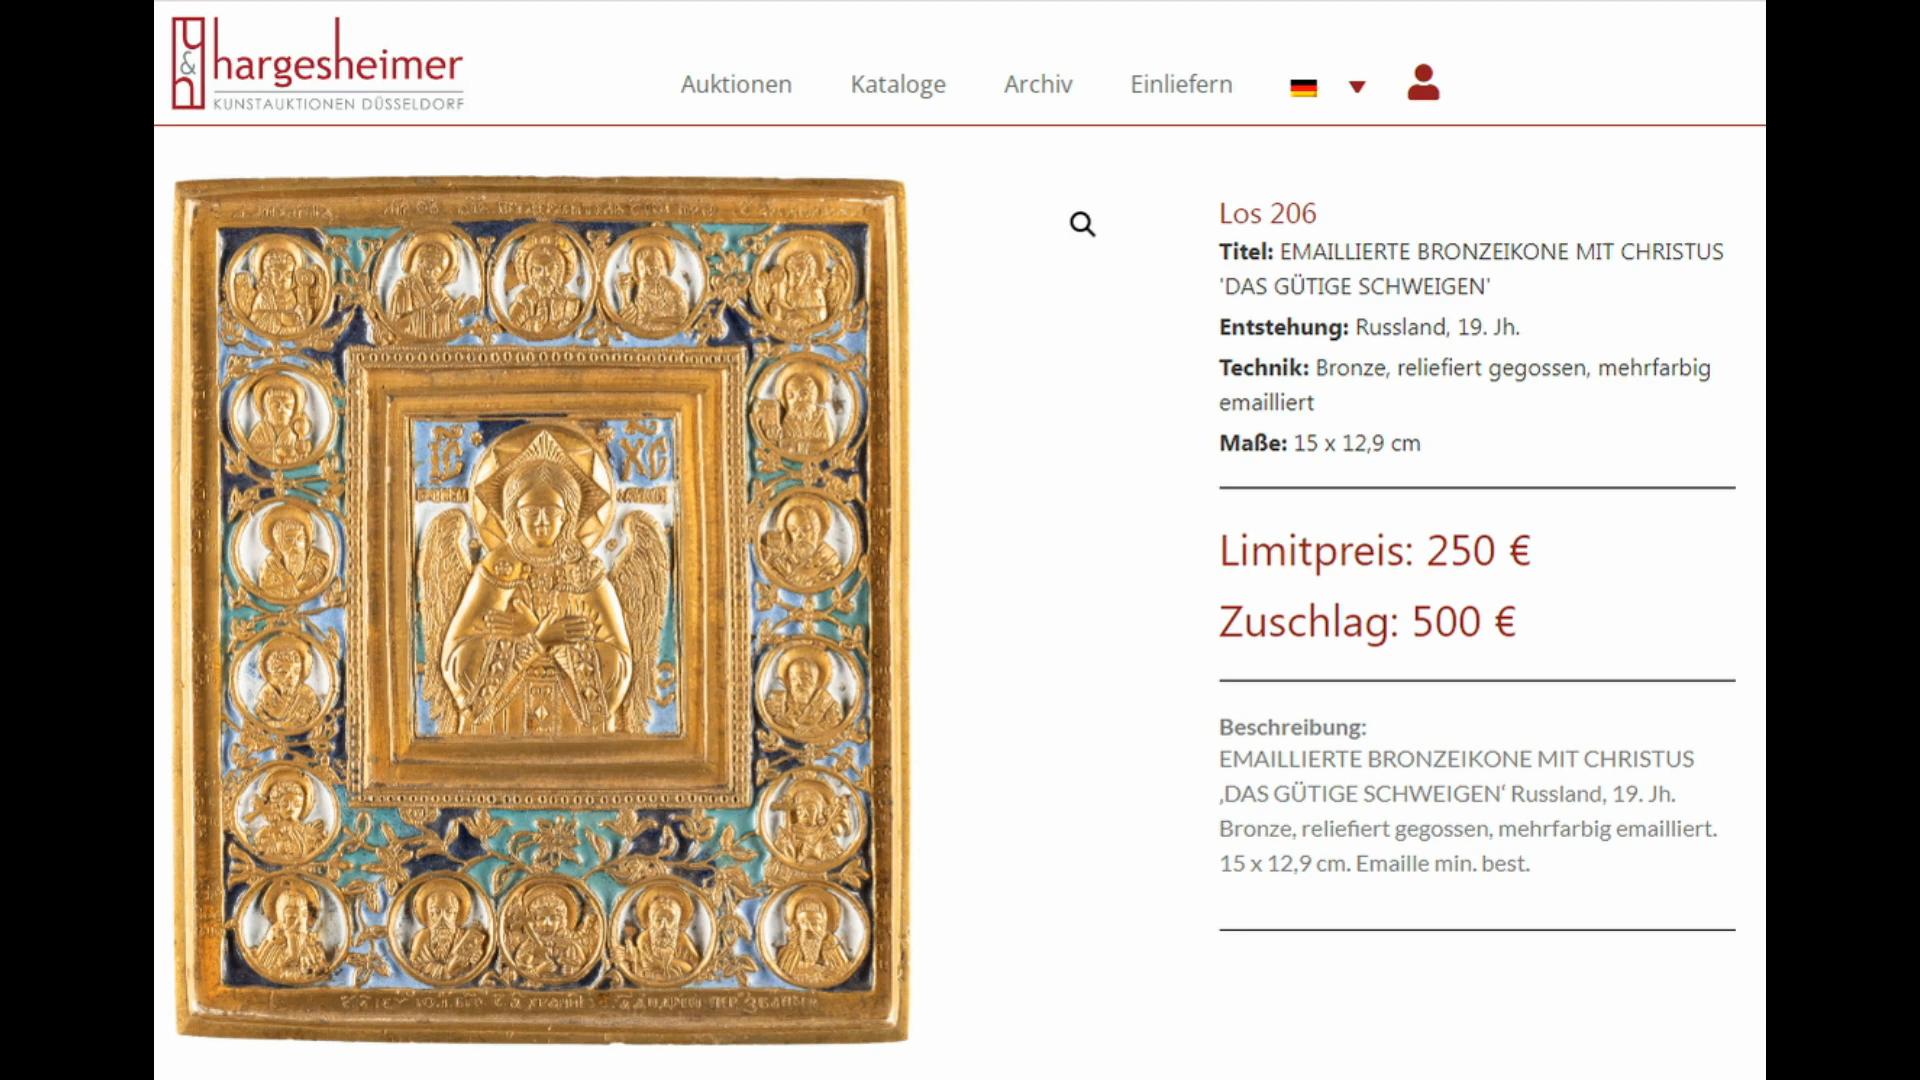 u&h hargesheimer
KUNSTAUKTIONEN DÜSSELDORF
Auktionen Kataloge Archiv Einliefern
Los 206
Titel: EMAILLIERTE BRONZEIKONE MIT CHRISTUS
'DAS GÜTIGE SCHWEIGEN'
Entstehung: Russland, 19. Jh.
Technik: Bronze, reliefiert gegossen, mehrfarbig
emailliert
Maße: 15 x 12,9 cm
Limitpreis: 250 €
Zuschlag: 500 €
Beschreibung:
EMAILLIERTE BRONZEIKONE MIT CHRISTUS
‚DAS GÜTIGE SCHWEIGEN‘ Russland, 19. Jh.
Bronze, reliefiert gegossen, mehrfarbig emailliert.
15 x 12,9 cm. Emaille min. best.
IC XC